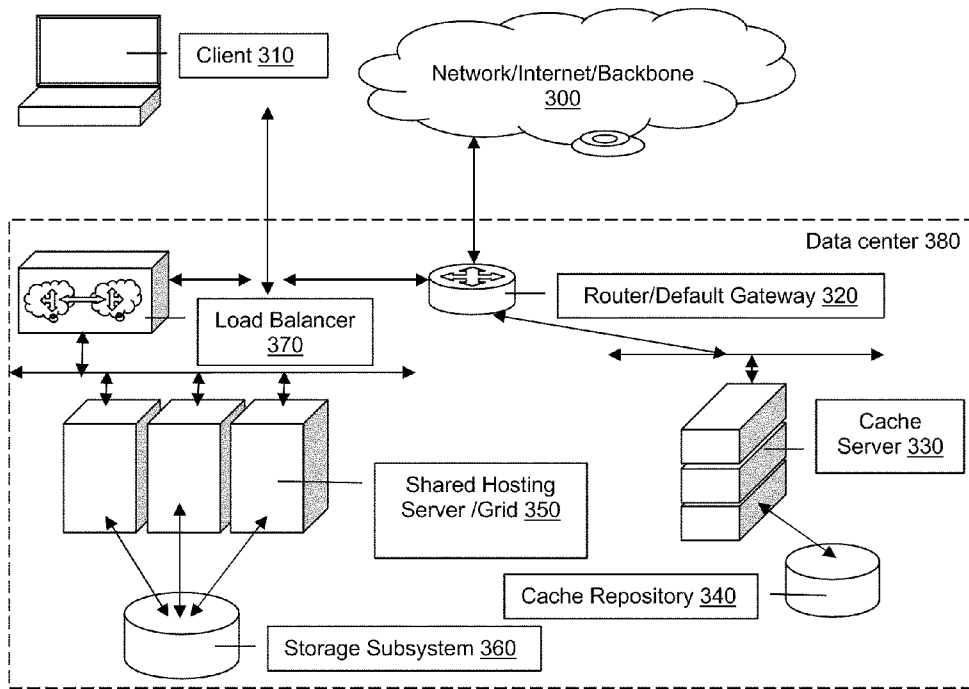 Client 310
Network/Internet/Backbone
300
Data center 380
Router/Default Gateway 320
Load Balancer
370
Cache
Server 330
Shared Hosting
Server /Grid 350
Cache Repository 340
Storage Subsystem 360